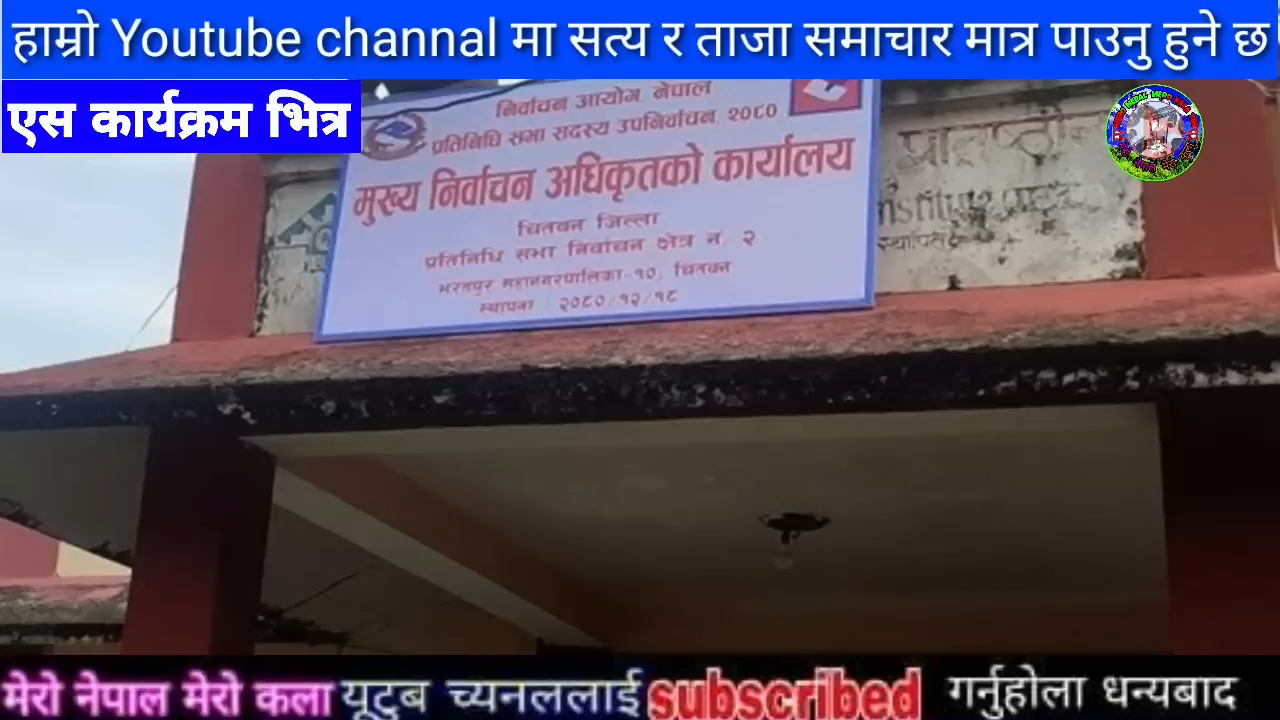 हाम्रो Youtube channal मा सत्य र ताजा समाचार मात्र पाउनु हुने छ
एस कार्यक्रम भित्र
निर्वाचन आयोग, नेपाल
प्रतिनिधि सभा सदस्य उपनिर्वाचन, २०८०
मुख्य निर्वाचन अधिकृतको कार्यालय
चितवन जिल्ला
प्रतिनिधि सभा निर्वाचन क्षेत्र नं. २
भरतपुर महानगरपालिका-१०, चितवन
स्थापना : २०८०/१२/१८
मेरो नेपाल मेरो कला यूटुब च्यनललाई subscribed गर्नुहोला धन्यबाद